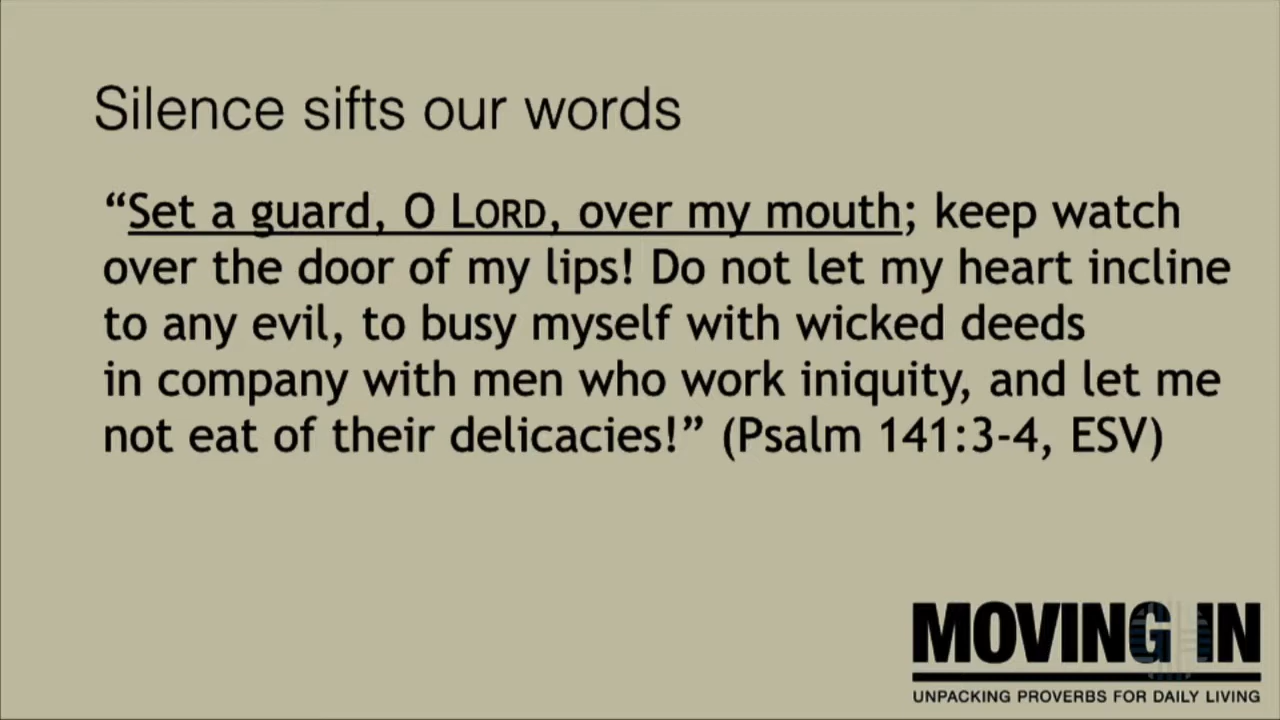 Silence sifts our words
“Set a guard, O LORD, over my mouth; keep watch
over the door of my lips! Do not let my heart incline
to any evil, to busy myself with wicked deeds
in company with men who work iniquity, and let me
not eat of their delicacies!” (Psalm 141:3-4, ESV)
MOVING IN
UNPACKING PROVERBS FOR DAILY LIVING